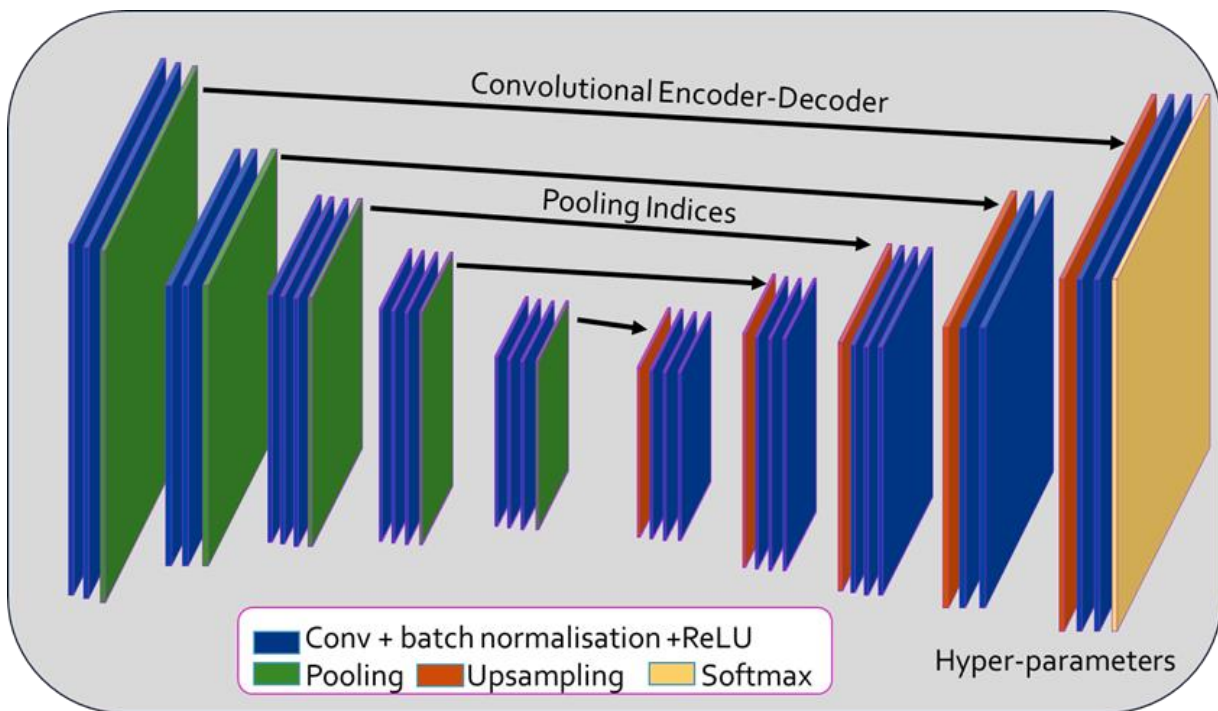 Convolutional Encoder-Decoder
Pooling Indices
Conv + batch normalisation +ReLU
Pooling Upsampling Softmax
Hyper-parameters